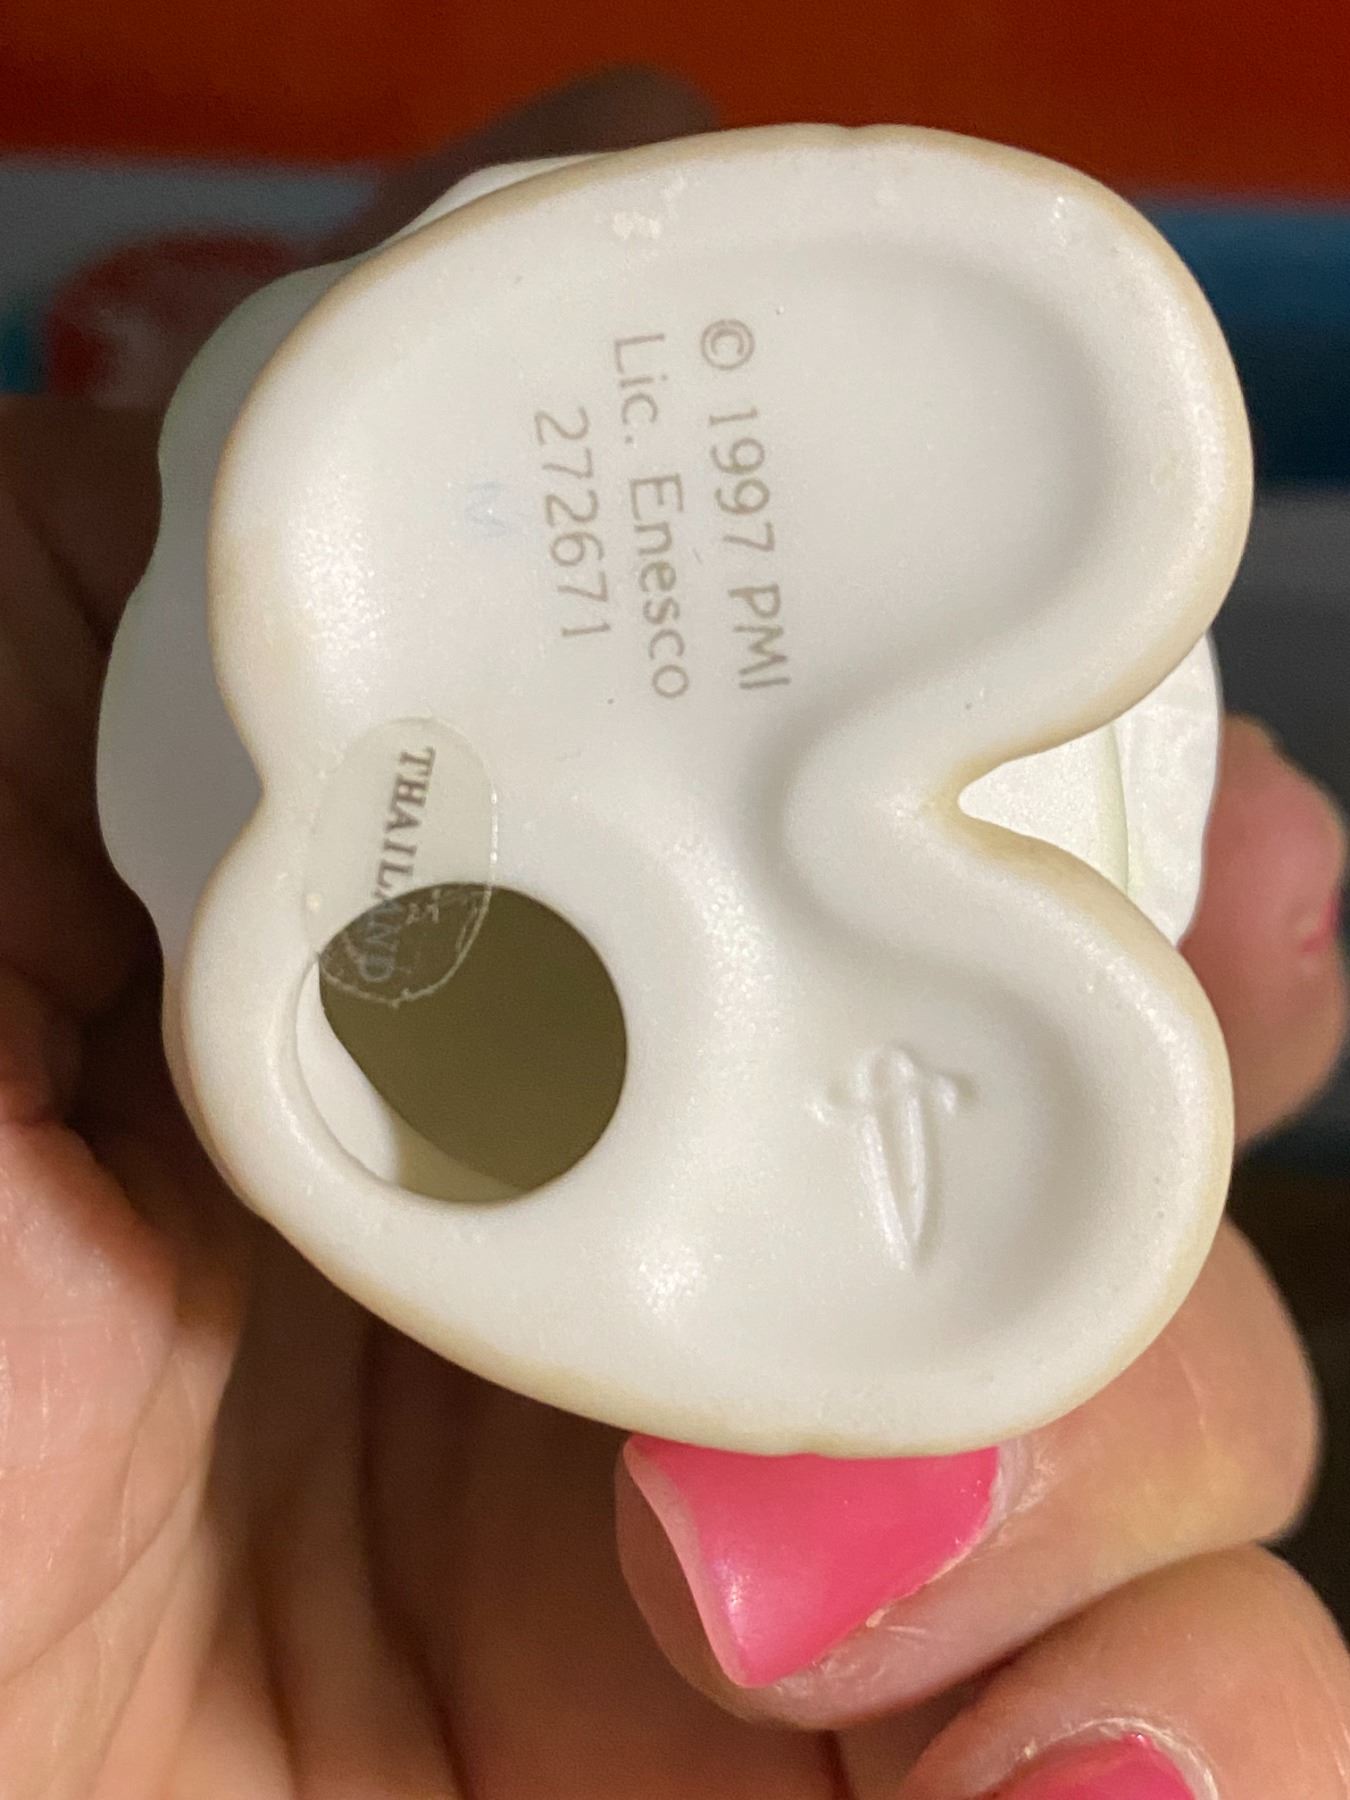 © 1997 PMI
Lic. Enesco
272671
THAILAND